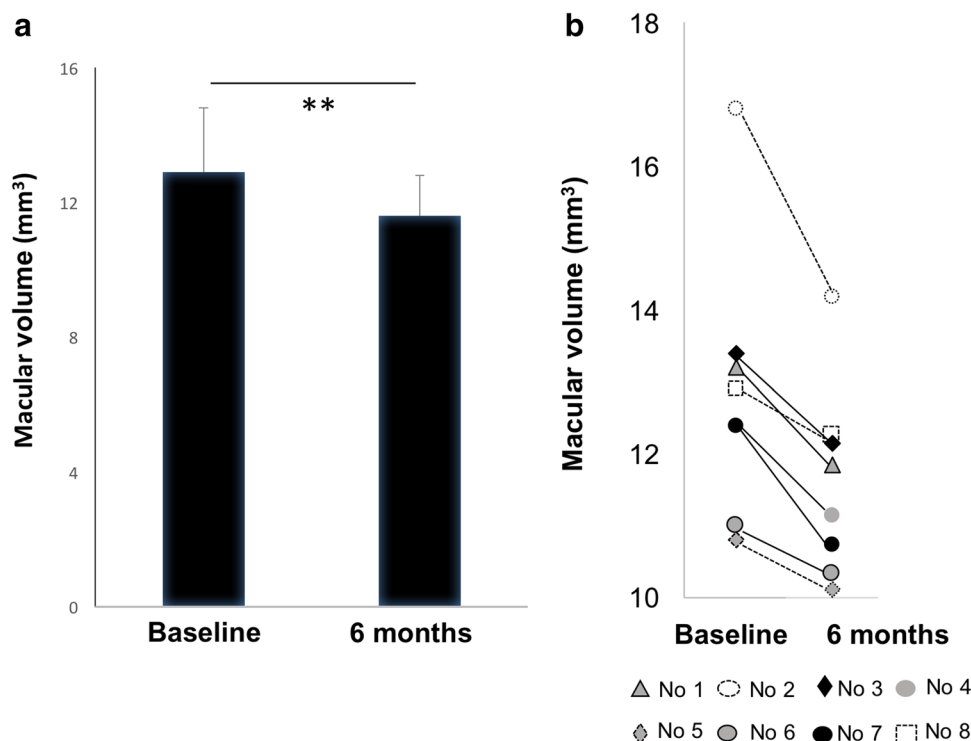 a
16
**
12
8
4
0
Macular volume (mm³)
Baseline 6 months
b
18
16
14
12
10
Macular volume (mm³)
Baseline 6 months
No 1 No 2 No 3 No 4
No 5 No 6 No 7 No 8